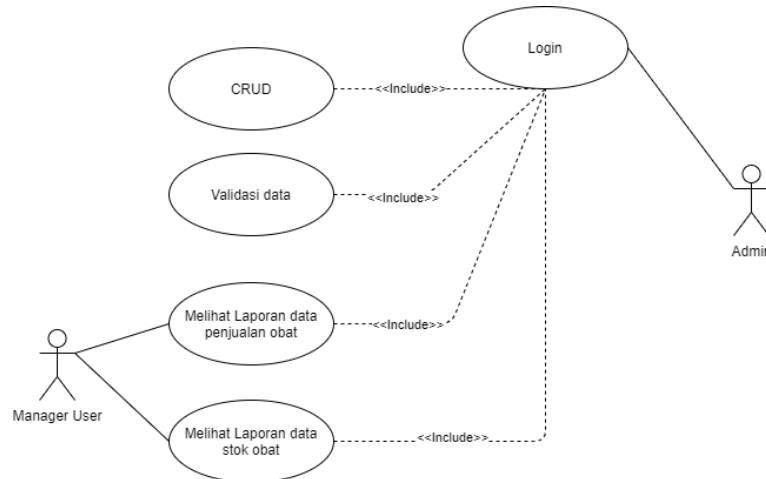 Login
CRUD
<<Include>>
Validasi data
<<Include>>
Admin
Melihat Laporan data
penjualan obat
<<Include>>
Manager User
Melihat Laporan data
stok obat
<<Include>>